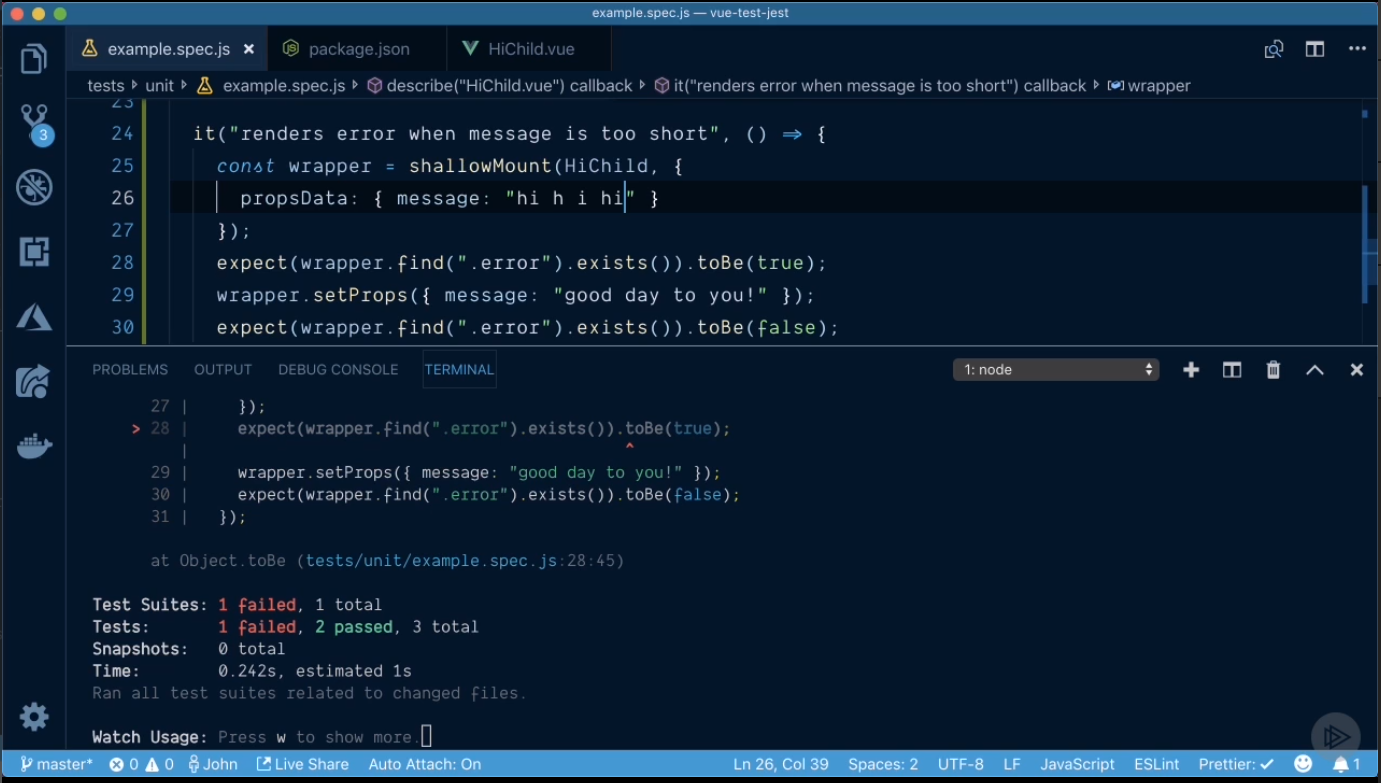 example.spec.js — vue-test-jest
example.spec.js × package.json HiChild.vue
tests unit example.spec.js describe("HiChild.vue") callback it("renders error when message is too short") callback wrapper
23
24 it("renders error when message is too short", () => {
25 const wrapper = shallowMount(HiChild, {
3
26 propsData: { message: "hi h i hi" }
27 });
28 expect(wrapper.find(".error").exists()).toBe(true);
29 wrapper.setProps({ message: "good day to you!" });
30 expect(wrapper.find(".error").exists()).toBe(false);
PROBLEMS OUTPUT DEBUG CONSOLE TERMINAL 1: node
27 | });
> 28 | expect(wrapper.find(".error").exists()).toBe(true);
| ^
29 | wrapper.setProps({ message: "good day to you!" });
30 | expect(wrapper.find(".error").exists()).toBe(false);
31 | });
at Object.toBe (tests/unit/example.spec.js:28:45)
Test Suites: 1 failed, 1 total
Tests: 1 failed, 2 passed, 3 total
Snapshots: 0 total
Time: 0.242s, estimated 1s
Ran all test suites related to changed files.
Watch Usage: Press w to show more.
master* 0 0 John Live Share Auto Attach: On Ln 26, Col 39 Spaces: 2 UTF-8 LF JavaScript ESLint Prettier: ✓ 1